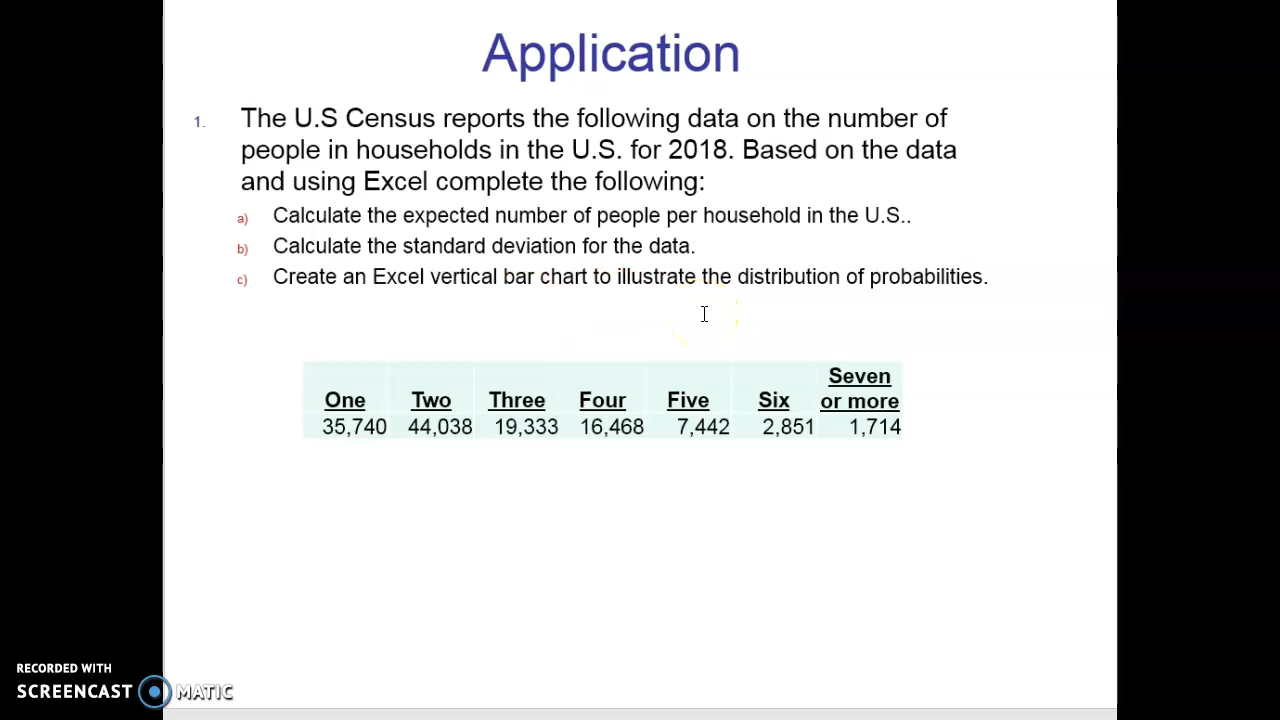 Application
1. The U.S Census reports the following data on the number of
people in households in the U.S. for 2018. Based on the data
and using Excel complete the following:
a) Calculate the expected number of people per household in the U.S..
b) Calculate the standard deviation for the data.
c) Create an Excel vertical bar chart to illustrate the distribution of probabilities.
Seven
One Two Three Four Five Six or more
35,740 44,038 19,333 16,468 7,442 2,851 1,714
RECORDED WITH
SCREENCAST MATIC